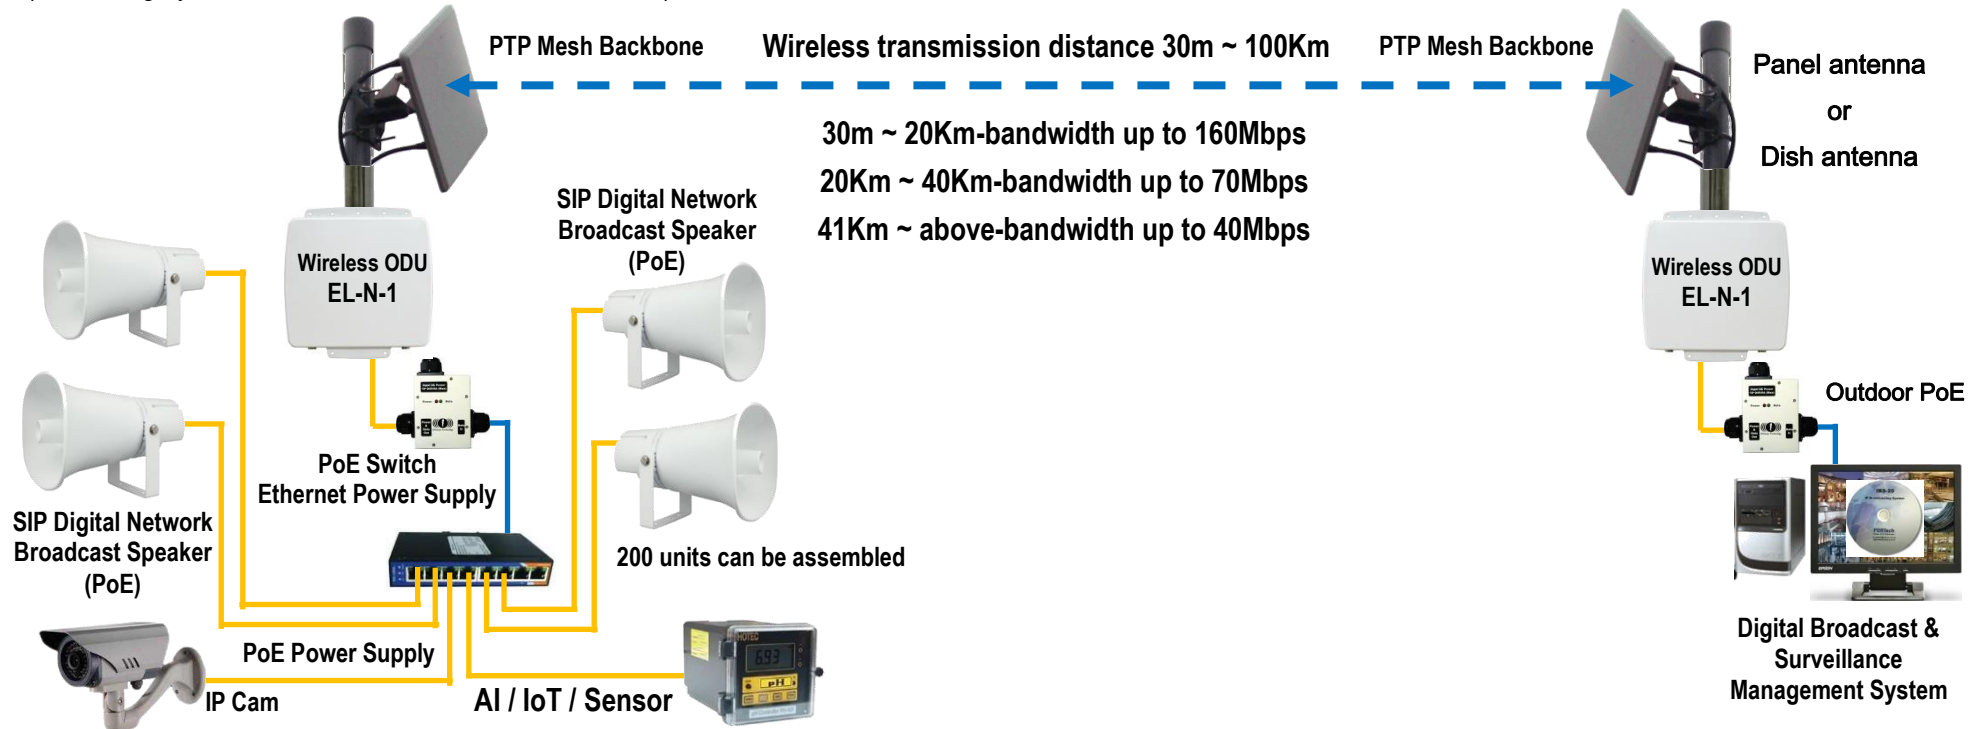 PTP Mesh Backbone
Wireless transmission distance 30m ~ 100Km
PTP Mesh Backbone
Panel antenna
or
Dish antenna
30m ~ 20Km-bandwidth up to 160Mbps
20Km ~ 40Km-bandwidth up to 70Mbps
41Km ~ above-bandwidth up to 40Mbps
SIP Digital Network
Broadcast Speaker
(PoE)
Wireless ODU
EL-N-1
Wireless ODU
EL-N-1
Outdoor PoE
PoE Switch
Ethernet Power Supply
SIP Digital Network
Broadcast Speaker
(PoE)
200 units can be assembled
PoE Power Supply
IP Cam
AI / IoT / Sensor
HOTEC
6.93
pH
Digital Broadcast &
Surveillance
Management System